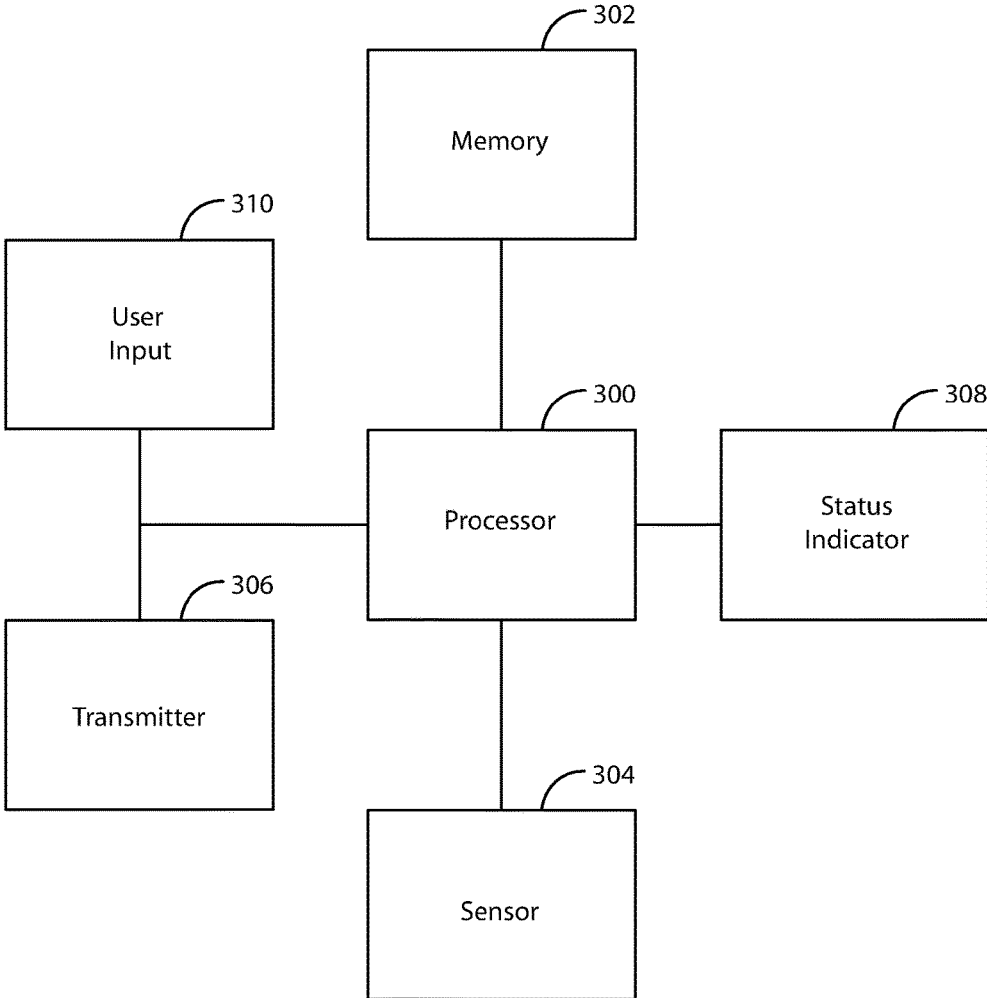 302
Memory
310
User
Input
300
308
Processor
Status
Indicator
306
Transmitter
304
Sensor